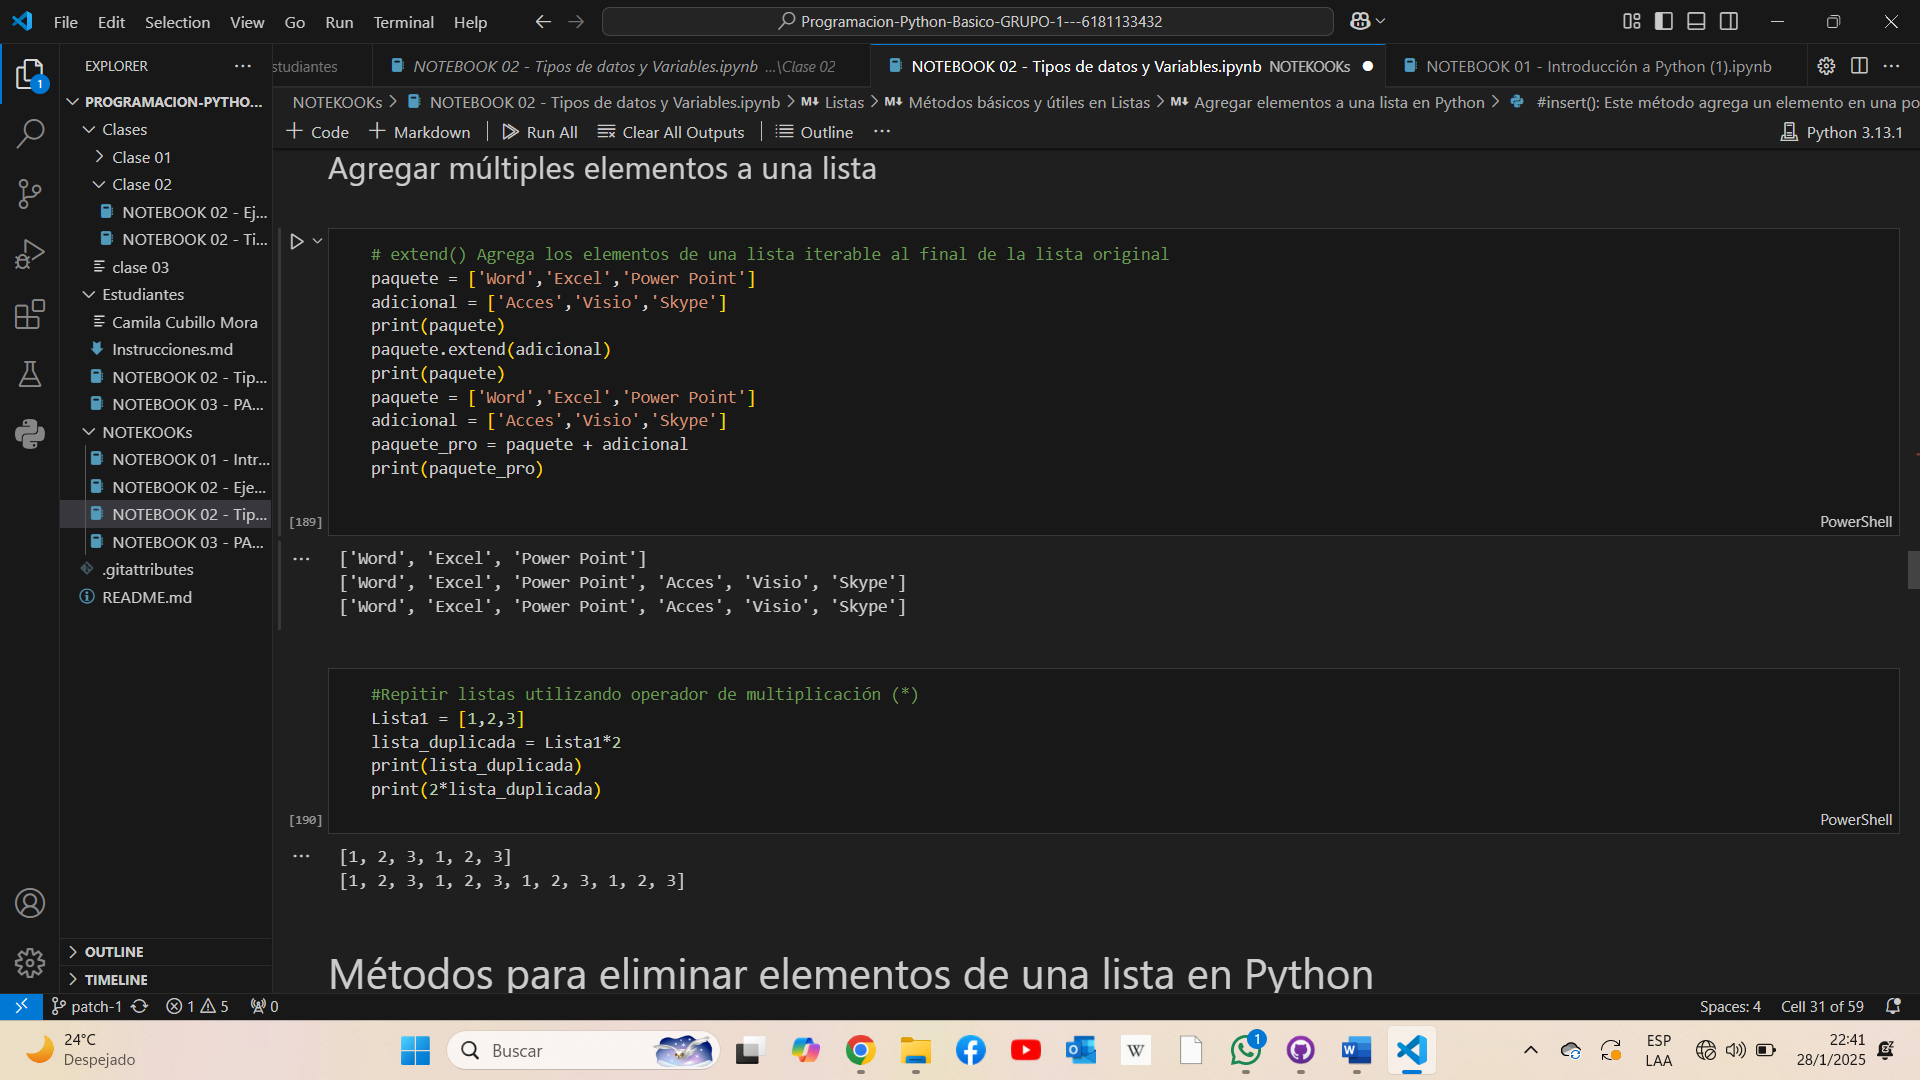 File Edit Selection View Go Run Terminal Help
Programacion-Python-Basico-GRUPO-1---6181133432
EXPLORER
studiantes
NOTEBOOK 02 - Tipos de datos y Variables.ipynb ...\Clase 02
NOTEBOOK 02 - Tipos de datos y Variables.ipynb NOTEKOOKs
NOTEBOOK 01 - Introducción a Python (1).ipynb
NOTEKOOKs > NOTEBOOK 02 - Tipos de datos y Variables.ipynb > Listas > Métodos básicos y útiles en Listas > Agregar elementos a una lista en Python > #insert(): Este método agrega un elemento en una po
+ Code + Markdown Run All Clear All Outputs Outline ...
Python 3.13.1
PROGRAMACION-PYTHO...
Clases
Clase 01
Clase 02
NOTEBOOK 02 - Ej...
NOTEBOOK 02 - Ti...
clase 03
Estudiantes
Camila Cubillo Mora
Instrucciones.md
NOTEBOOK 02 - Tip...
NOTEBOOK 03 - PA...
NOTEKOOKs
NOTEBOOK 01 - Intr...
NOTEBOOK 02 - Eje...
NOTEBOOK 02 - Tip...
NOTEBOOK 03 - PA...
.gitattributes
README.md
OUTLINE
TIMELINE
Agregar múltiples elementos a una lista
# extend() Agrega los elementos de una lista iterable al final de la lista original
paquete = ['Word','Excel','Power Point']
adicional = ['Acces','Visio','Skype']
print(paquete)
paquete.extend(adicional)
print(paquete)
paquete = ['Word','Excel','Power Point']
adicional = ['Acces','Visio','Skype']
paquete_pro = paquete + adicional
print(paquete_pro)
[189]
PowerShell
['Word', 'Excel', 'Power Point']
['Word', 'Excel', 'Power Point', 'Acces', 'Visio', 'Skype']
['Word', 'Excel', 'Power Point', 'Acces', 'Visio', 'Skype']
#Repitir listas utilizando operador de multiplicación (*)
Lista1 = [1,2,3]
lista_duplicada = Lista1*2
print(lista_duplicada)
print(2*lista_duplicada)
[190]
PowerShell
[1, 2, 3, 1, 2, 3]
[1, 2, 3, 1, 2, 3, 1, 2, 3, 1, 2, 3]
Métodos para eliminar elementos de una lista en Python
patch-1 1 5 0
Spaces: 4 Cell 31 of 59
24°C
Despejado
Buscar
W
1
ESP
LAA
22:41
28/1/2025